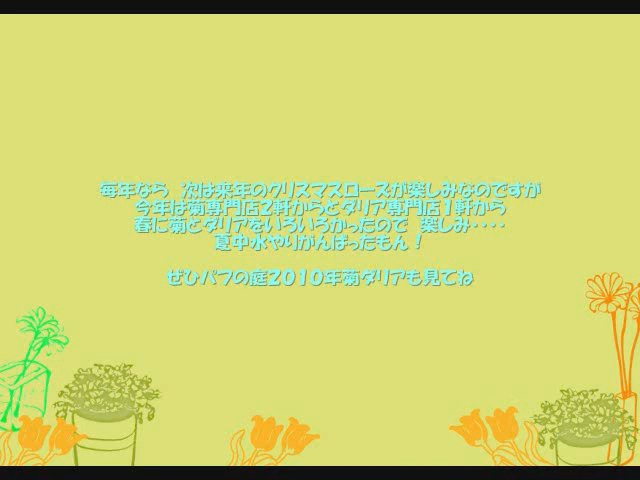 毎年なら　次は来年のクリスマスローズが楽しみなのですが
今年は菊専門店2軒からとダリア専門店1軒から
春に菊とダリアをいろいろかったので　楽しみ‥‥
夏中水やりがんばったもん！
ぜひパフの庭2010年菊ダリアも見てね